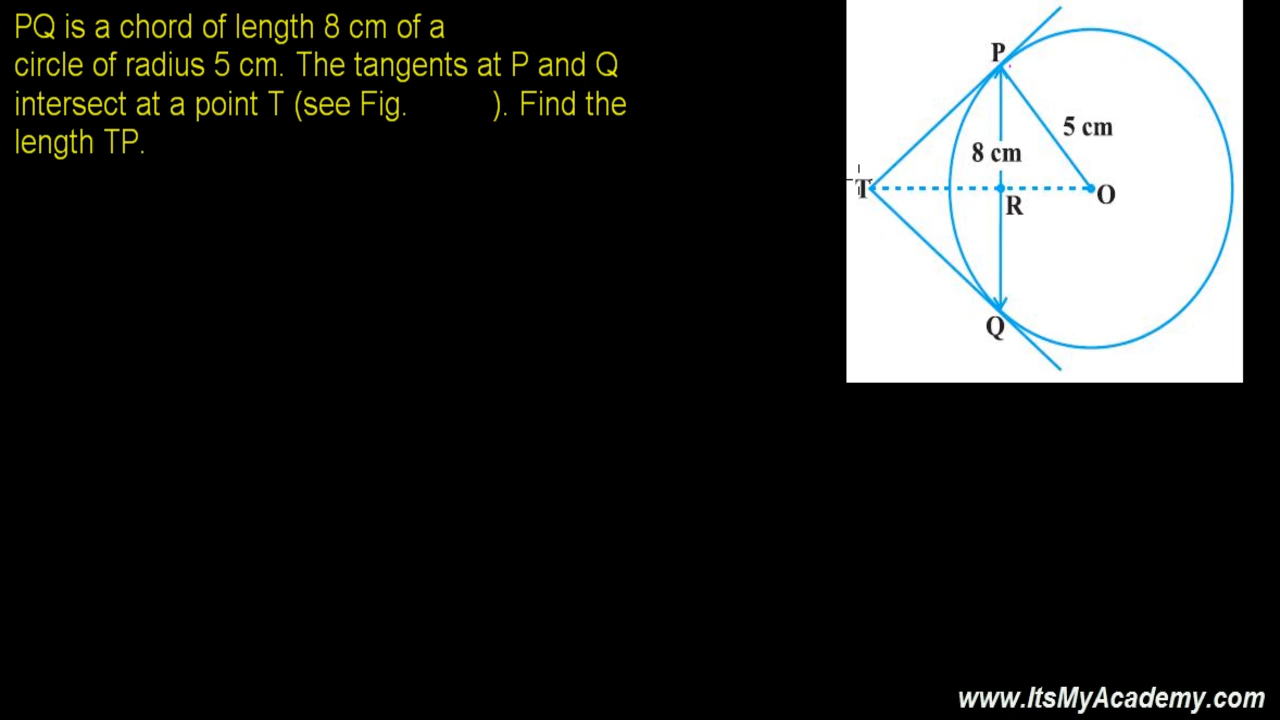 PQ is a chord of length 8 cm of a
circle of radius 5 cm. The tangents at P and Q
intersect at a point T (see Fig. ). Find the
length TP.
P
5 cm
8 cm
T
R
O
Q
www.ItsMyAcademy.com